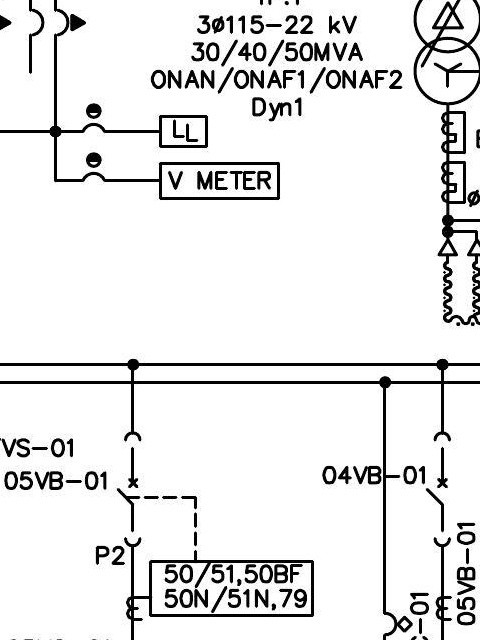 3ø115-22 kV
30/40/50MVA
ONAN/ONAF1/ONAF2
Dyn1
LL
V METER
VS-01
05VB-01
04VB-01
P2
50/51,50BF
50N/51N,79
05VB-01
-01